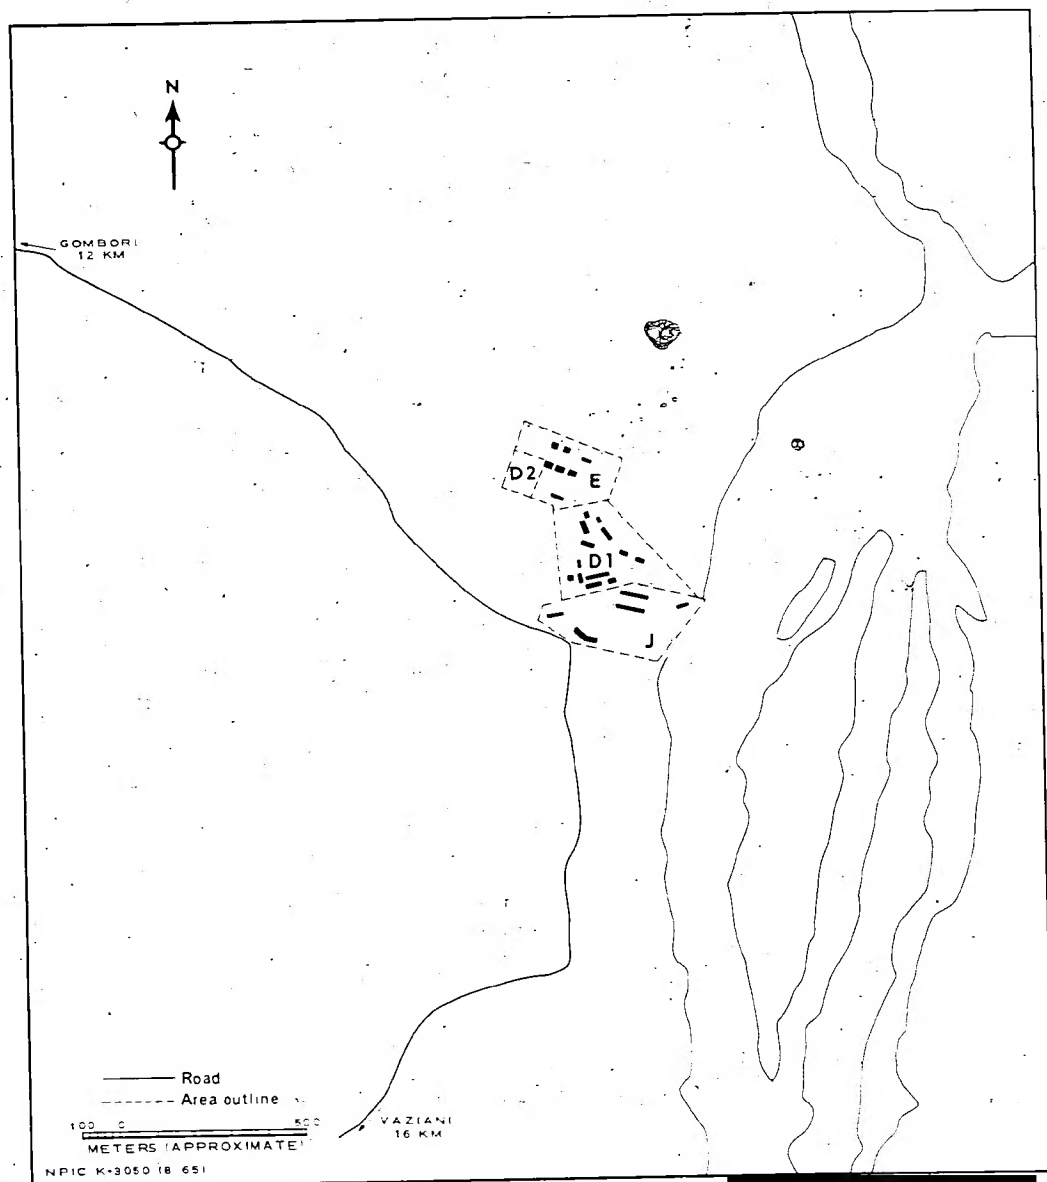 N
GOMBORI
12 KM
D2
E
D1
J
Road
Area outline
100 0 500
METERS (APPROXIMATE)
VAZIANI
16 KM
NPIC K-3050 (8 65)